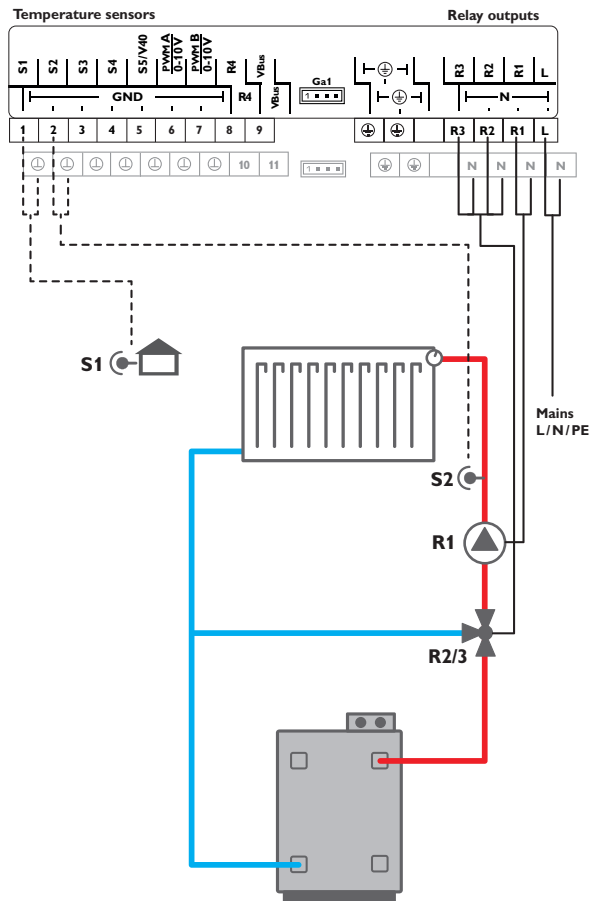 Temperature sensors Relay outputs
S1 S2 S3 S4 S5/V40 PWM A 0-10V PWM B 0-10V R4 VBus Ga1 R3 R2 R1 L
GND R4 VBus 1 N
1 2 3 4 5 6 7 8 9 R3 R2 R1 L
10 11 1 N N N N
S1
Mains
L/N/PE
S2
R1
R2/3